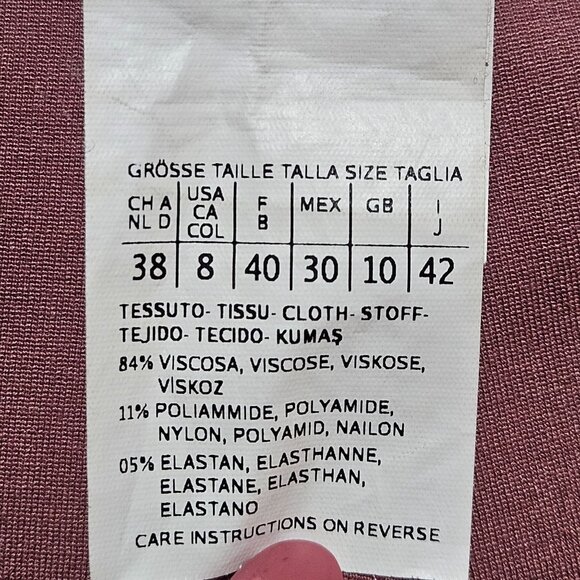 GRÖSSE TAILLE TALLA SIZE TAGLIA
CH A NL D | USA CA COL | F B | MEX | GB | I J
38 | 8 | 40 | 30 | 10 | 42
TESSUTO- TISSU- CLOTH- STOFF-
TEJIDO- TECIDO- KUMAŞ
84% VISCOSA, VISCOSE, VISKOSE,
VİSKOZ
11% POLIAMMIDE, POLYAMIDE,
NYLON, POLYAMID, NAILON
05% ELASTAN, ELASTHANNE,
ELASTANE, ELASTHAN,
ELASTANO
CARE INSTRUCTIONS ON REVERSE